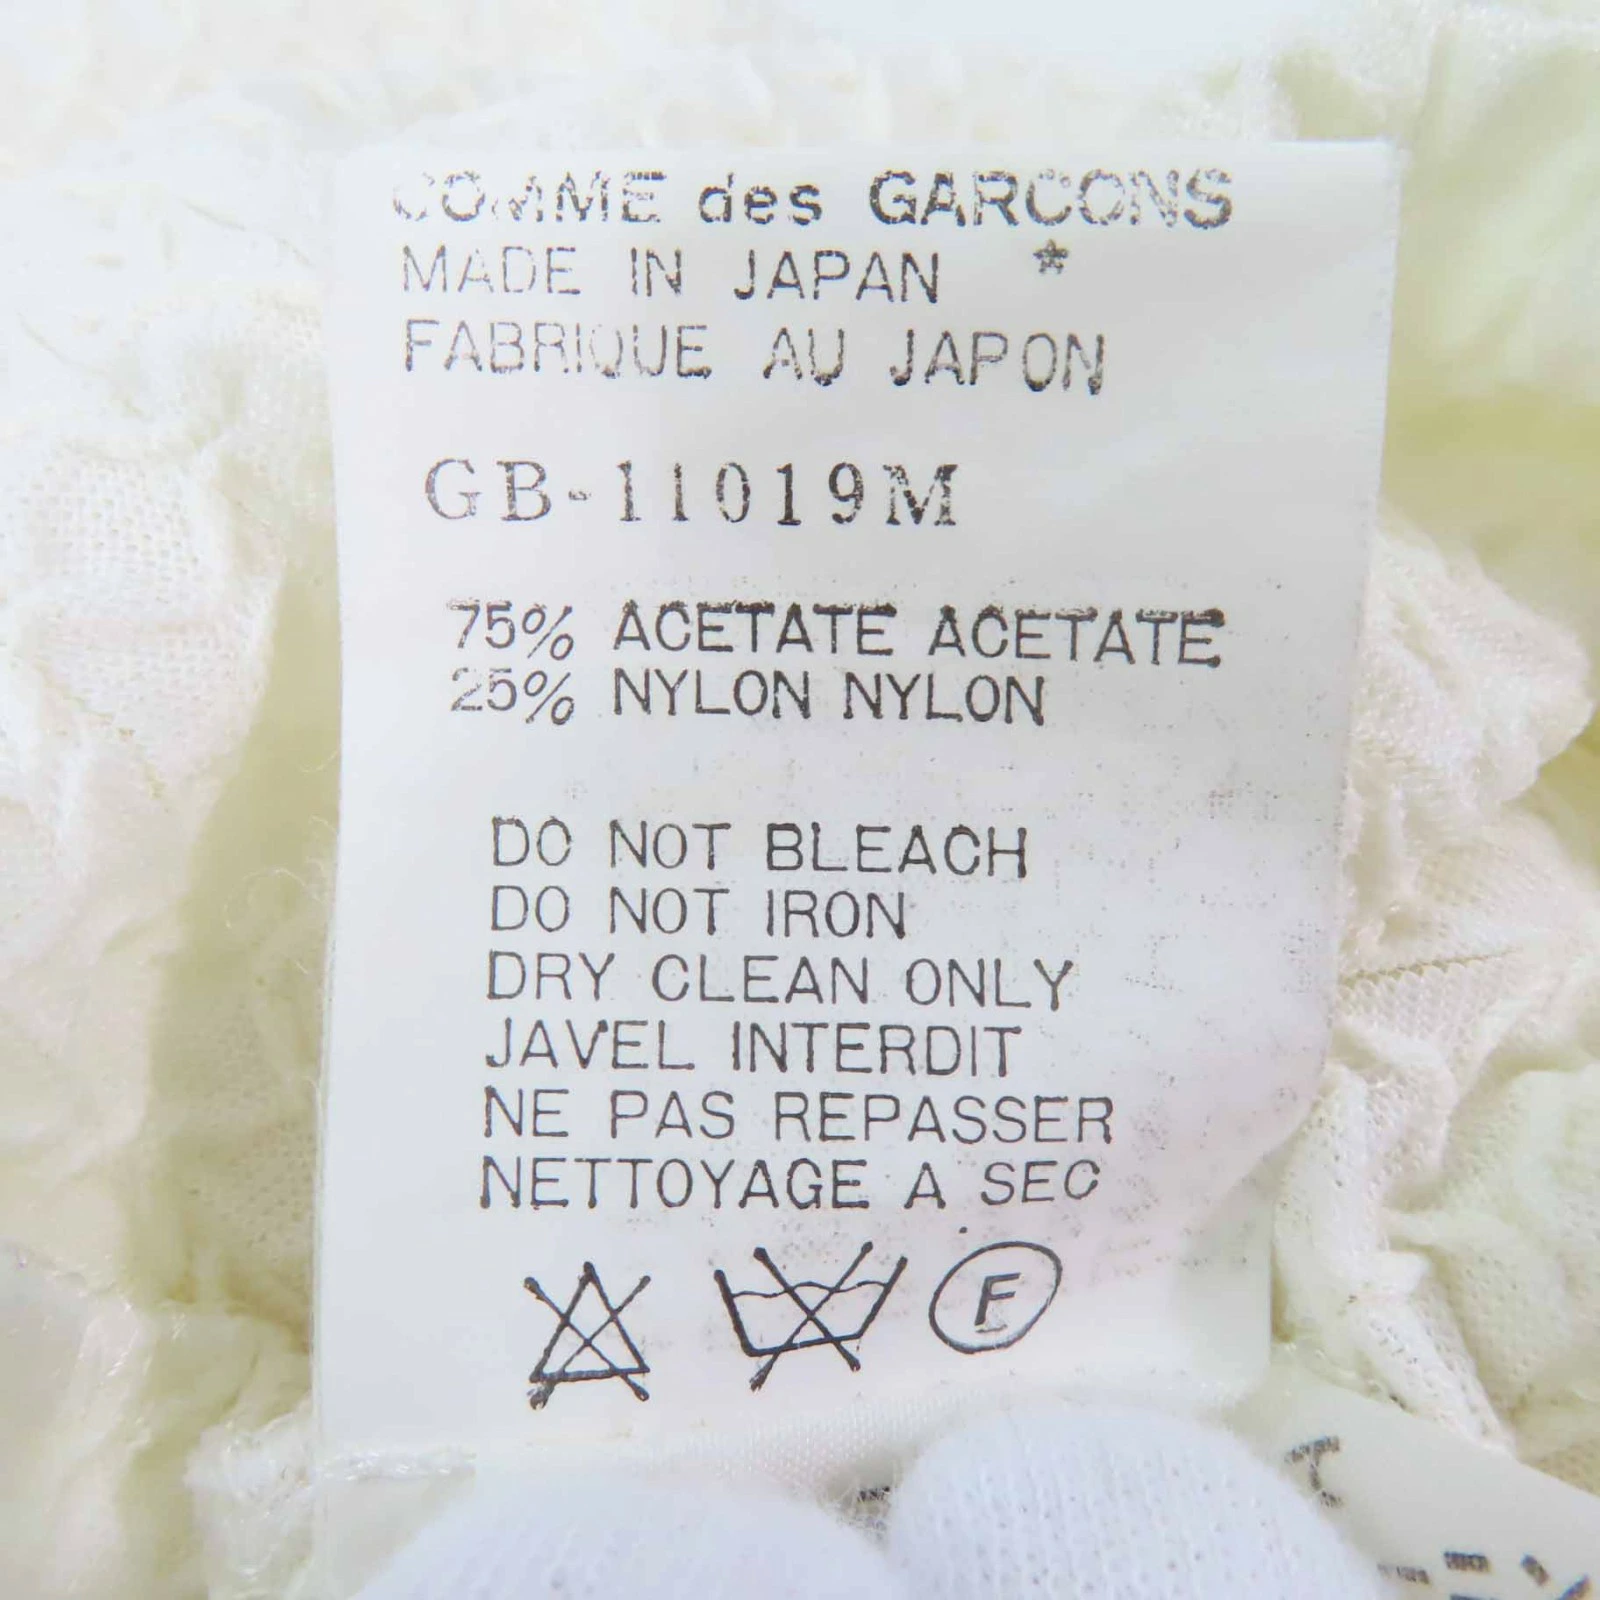 COMME des GARCONS
MADE IN JAPAN *
FABRIQUE AU JAPON
GB-11019M
75% ACETATE ACETATE
25% NYLON NYLON
DO NOT BLEACH
DO NOT IRON
DRY CLEAN ONLY
JAVEL INTERDIT
NE PAS REPASSER
NETTOYAGE A SEC
F